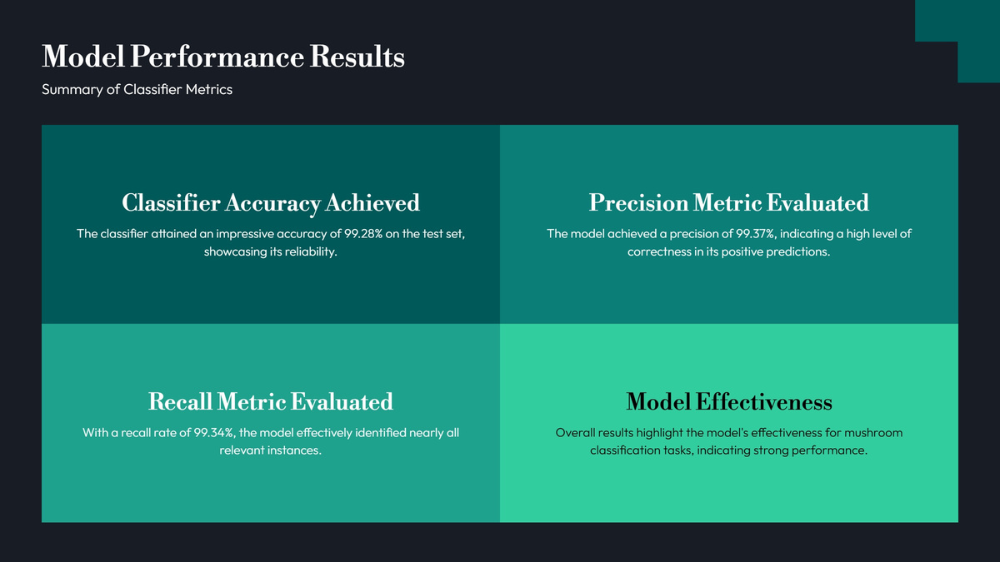 Model Performance Results
Summary of Classifier Metrics
Classifier Accuracy Achieved
The classifier attained an impressive accuracy of 99.28% on the test set,
showcasing its reliability.
Precision Metric Evaluated
The model achieved a precision of 99.37%, indicating a high level of
correctness in its positive predictions.
Recall Metric Evaluated
With a recall rate of 99.34%, the model effectively identified nearly all
relevant instances.
Model Effectiveness
Overall results highlight the model's effectiveness for mushroom
classification tasks, indicating strong performance.